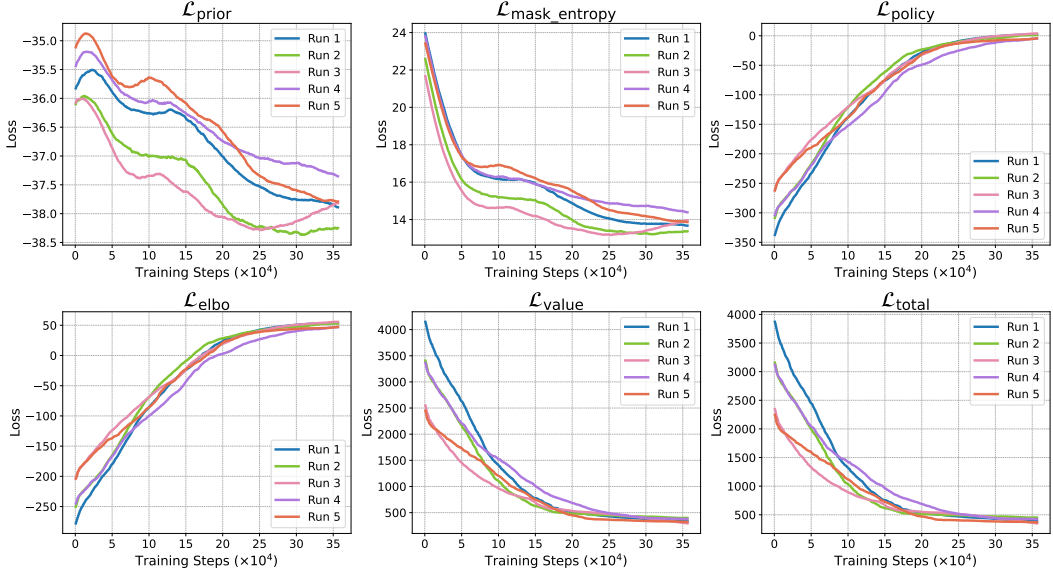 ℒprior
−35.0
−35.5
−36.0
−36.5
−37.0
−37.5
−38.0
−38.5
Loss
0 5 10 15 20 25 30 35
Training Steps (×10⁴)
Run 1
Run 2
Run 3
Run 4
Run 5
ℒmask_entropy
24
22
20
18
16
14
Loss
0 5 10 15 20 25 30 35
Training Steps (×10⁴)
Run 1
Run 2
Run 3
Run 4
Run 5
ℒpolicy
0
−50
−100
−150
−200
−250
−300
−350
Loss
0 5 10 15 20 25 30 35
Training Steps (×10⁴)
Run 1
Run 2
Run 3
Run 4
Run 5
ℒelbo
50
0
−50
−100
−150
−200
−250
Loss
0 5 10 15 20 25 30 35
Training Steps (×10⁴)
Run 1
Run 2
Run 3
Run 4
Run 5
ℒvalue
4000
3500
3000
2500
2000
1500
1000
500
Loss
0 5 10 15 20 25 30 35
Training Steps (×10⁴)
Run 1
Run 2
Run 3
Run 4
Run 5
ℒtotal
4000
3500
3000
2500
2000
1500
1000
500
Loss
0 5 10 15 20 25 30 35
Training Steps (×10⁴)
Run 1
Run 2
Run 3
Run 4
Run 5